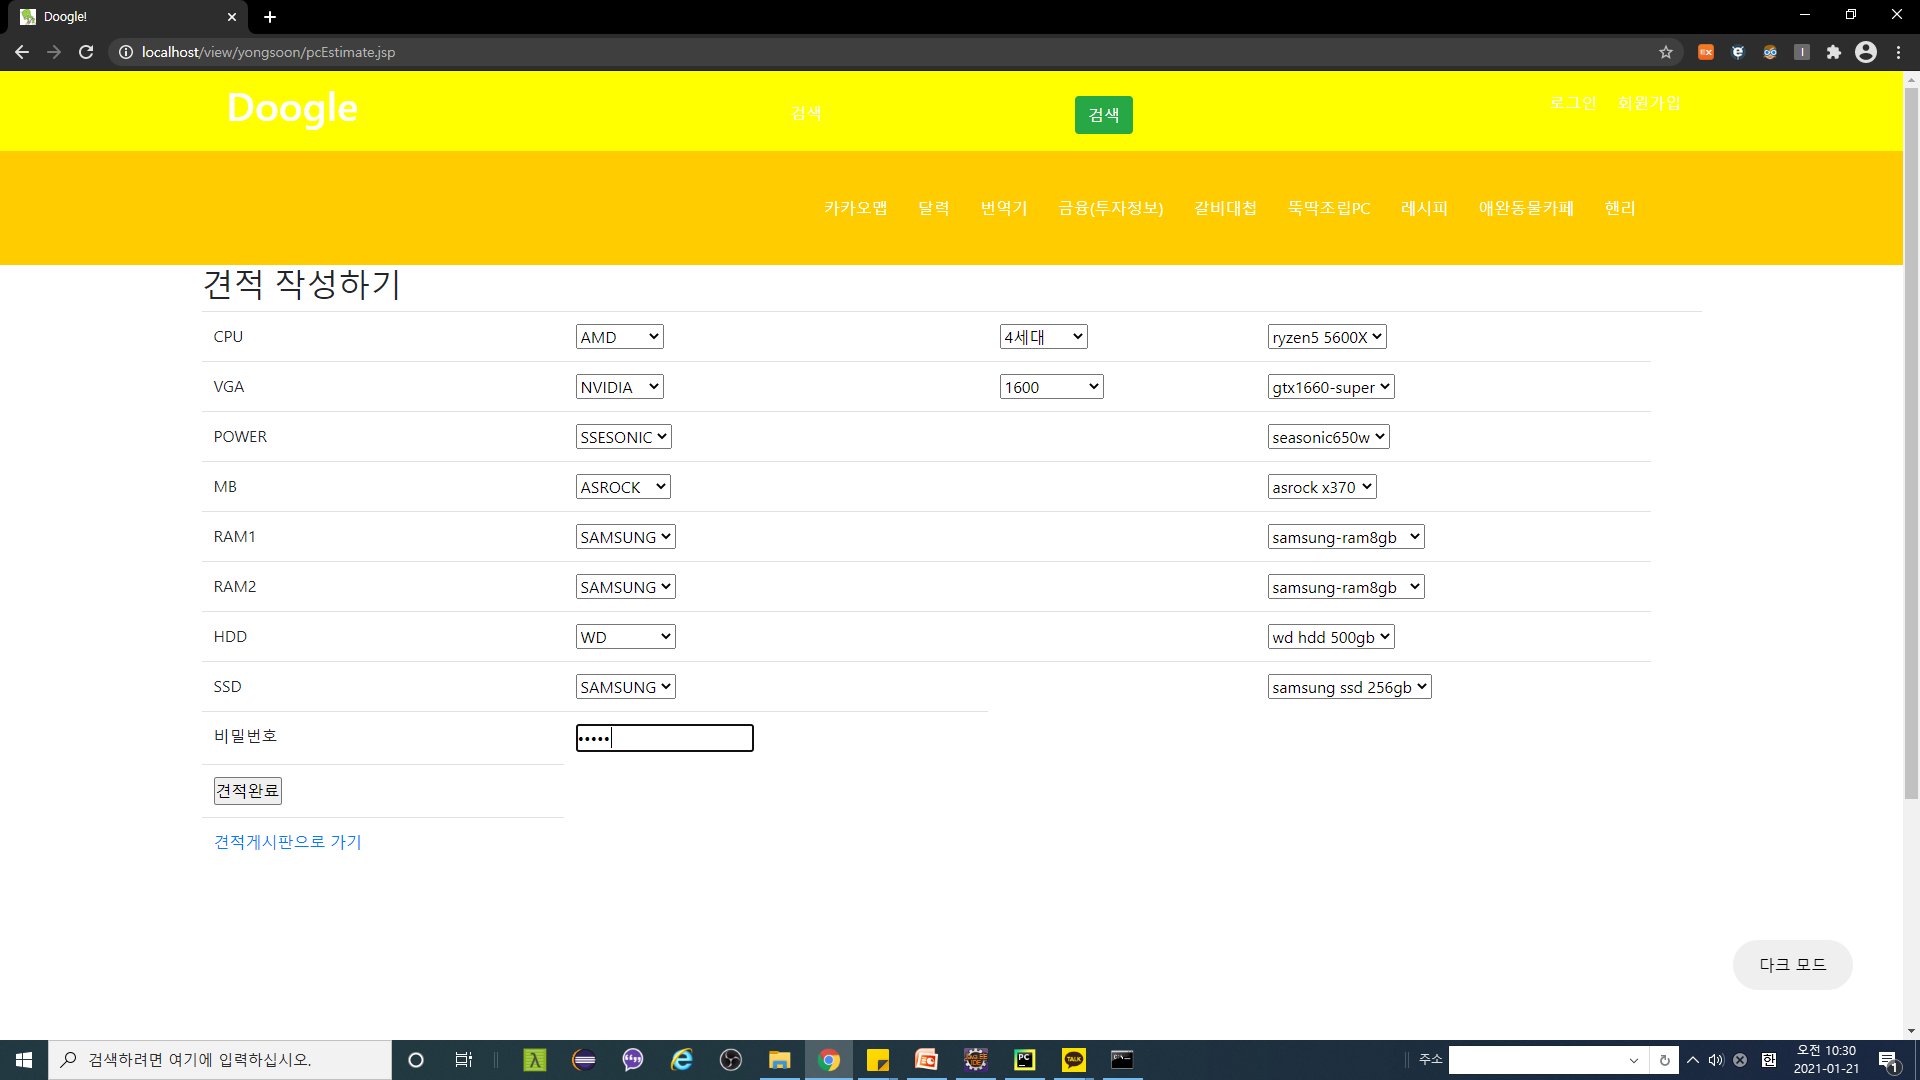 Doogle!
localhost/view/yongsoon/pcEstimate.jsp
Doogle 검색 검색 로그인 회원가입
카카오맵 달력 번역기 금융(투자정보) 갈비대첩 뚝딱조립PC 레시피 애완동물카페 핸리
견적 작성하기
CPU AMD 4세대 ryzen5 5600X
VGA NVIDIA 1600 gtx1660-super
POWER SSESONIC seasonic650w
MB ASROCK asrock x370
RAM1 SAMSUNG samsung-ram8gb
RAM2 SAMSUNG samsung-ram8gb
HDD WD wd hdd 500gb
SSD SAMSUNG samsung ssd 256gb
비밀번호 •••••
견적완료
견적게시판으로 가기
다크 모드
검색하려면 여기에 입력하십시오. 주소 한 오전 10:30
2021-01-21 1